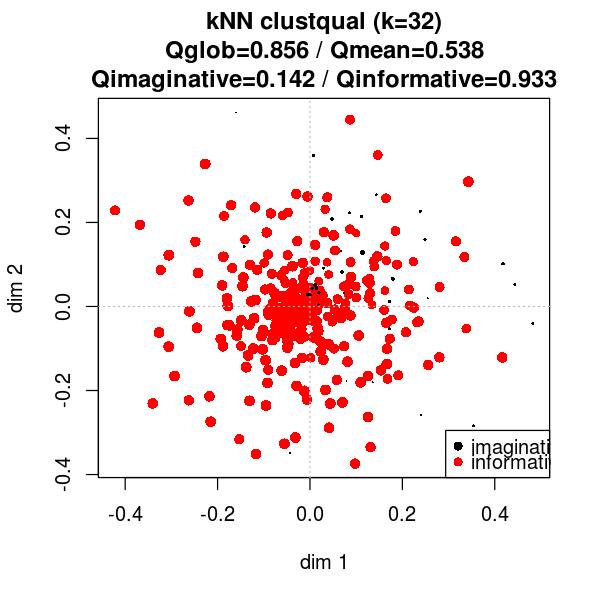 kNN clustqual (k=32)
Qglob=0.856 / Qmean=0.538
Qimaginative=0.142 / Qinformative=0.933
dim 2
0.4
0.2
0.0
-0.2
-0.4
imaginati
informati
-0.4 -0.2 0.0 0.2 0.4
dim 1